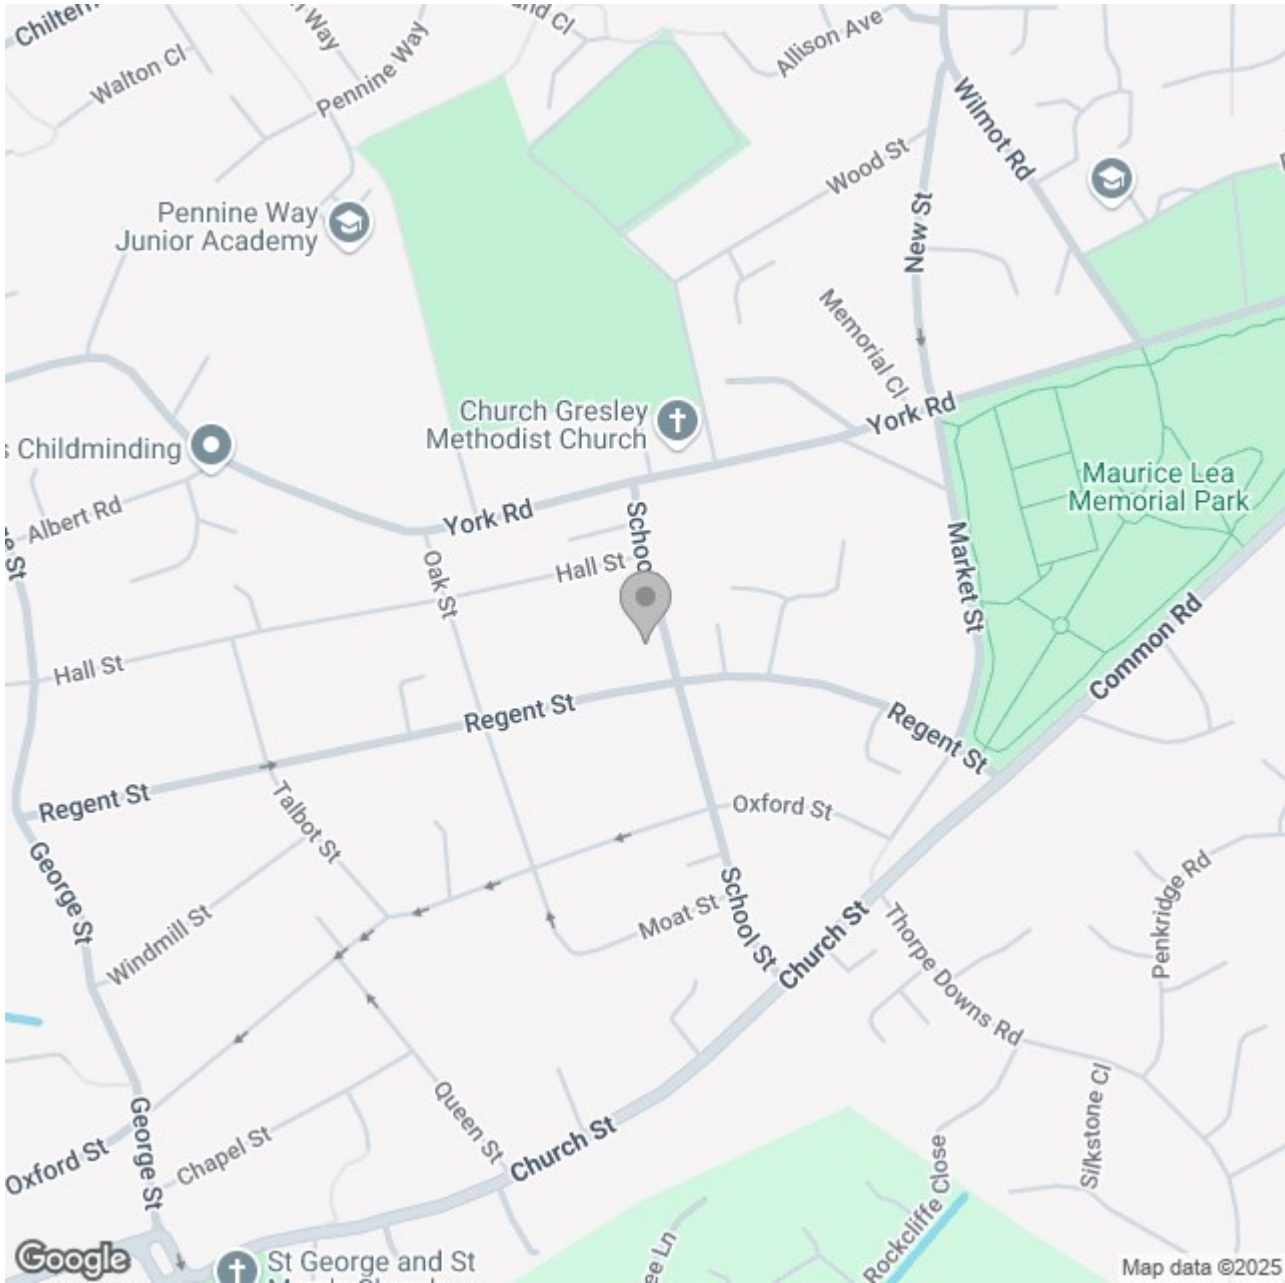 Walton Cl
Pennine Way
Way
Allison Ave
Wilmot Rd
Wood St
New St
Pennine Way
Junior Academy
Memorial Cl
Church Gresley
Methodist Church
York Rd
Childminding
Maurice Lea
Memorial Park
Albert Rd
York Rd
Market St
Hall St
Oak St
Common Rd
Hall St
Regent St
Regent St
Regent St
Talbot St
Oxford St
George St
Penkridge Rd
School St
Moat St
Windmill St
Church St
Thorpe Downs Rd
Queen St
Silkstone Cl
George St
Chapel St
Church St
Oxford St
Rockcliffe Close
Google
St George and St
Map data ©2025